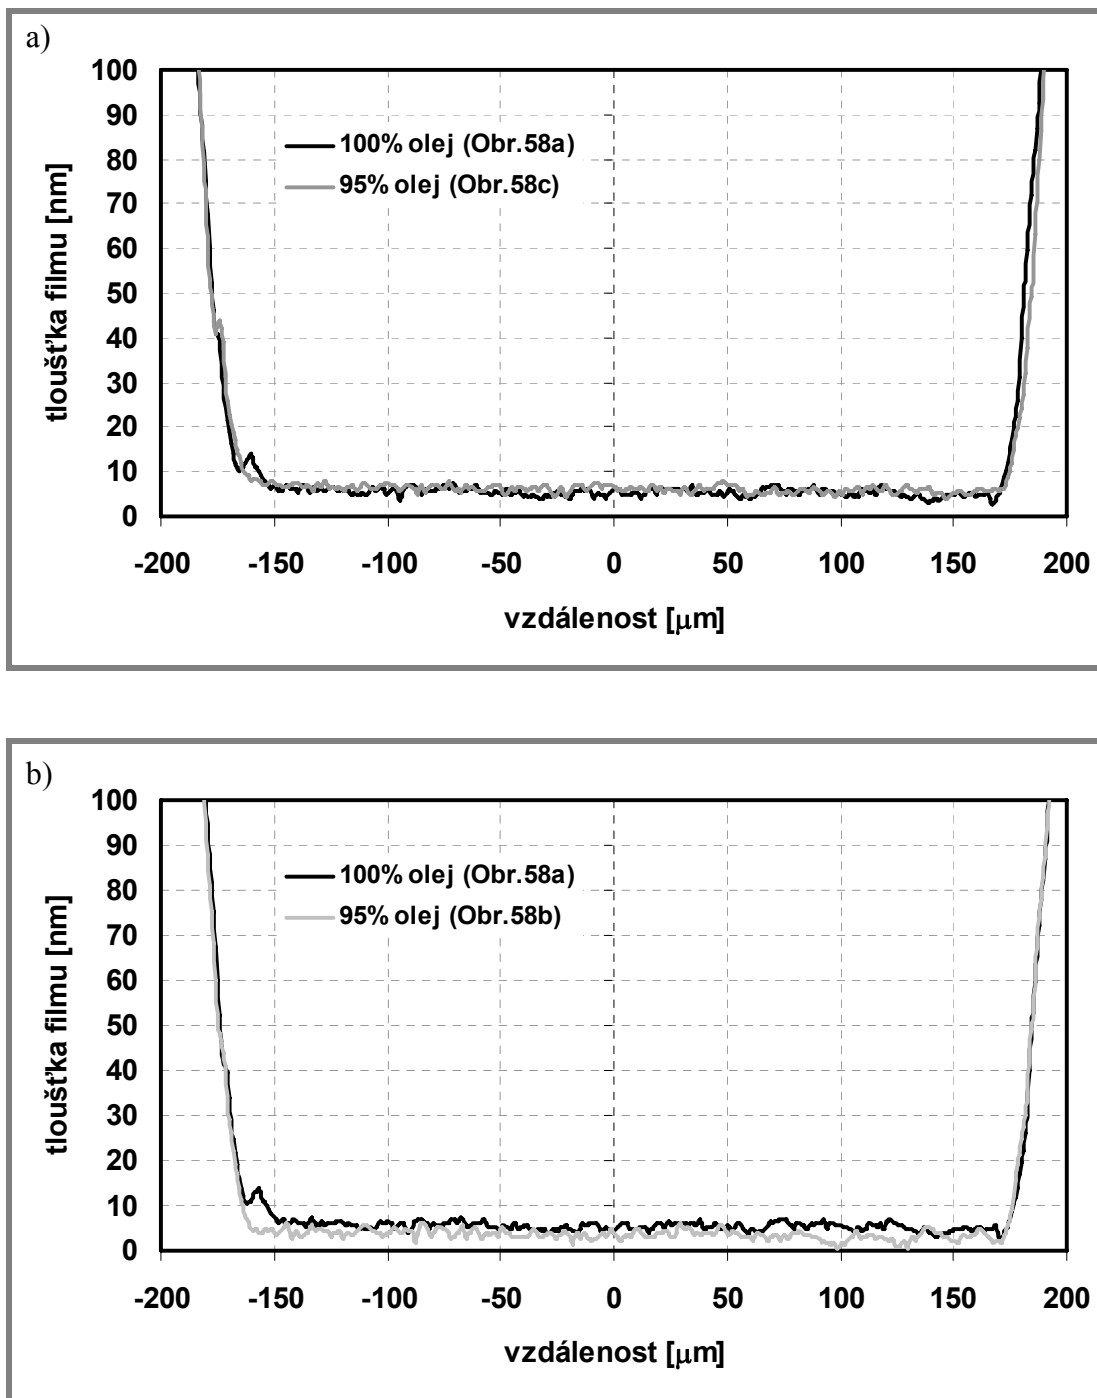 a)
100
90
80
70
60
50
40
30
20
10
0
tloušťka filmu [nm]
100% olej (Obr.58a)
95% olej (Obr.58c)
-200 -150 -100 -50 0 50 100 150 200
vzdálenost [μm]
b)
100
90
80
70
60
50
40
30
20
10
0
tloušťka filmu [nm]
100% olej (Obr.58a)
95% olej (Obr.58b)
-200 -150 -100 -50 0 50 100 150 200
vzdálenost [μm]